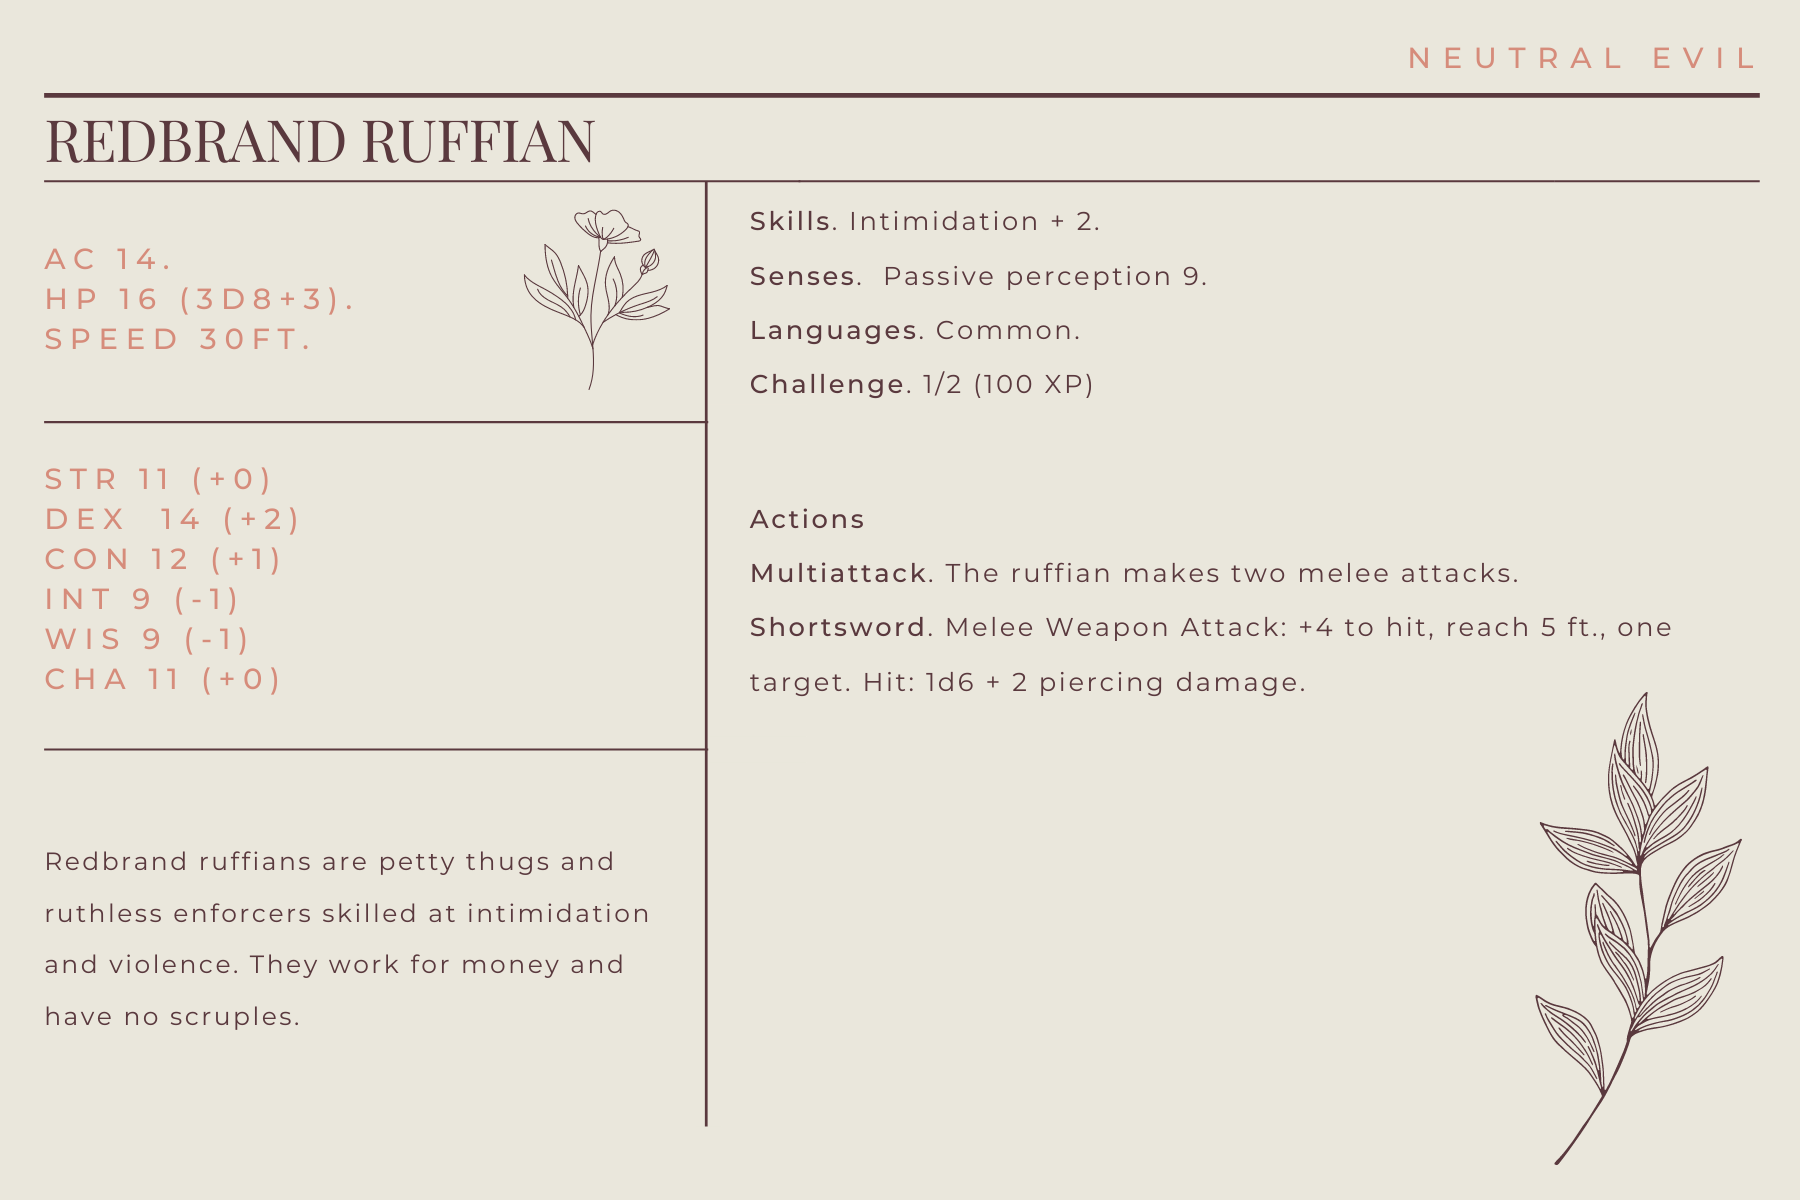 NEUTRAL EVIL
REDBRAND RUFFIAN
AC 14.
HP 16 (3D8+3).
SPEED 30FT.
STR 11 (+0)
DEX  14 (+2)
CON 12 (+1)
INT 9 (-1)
WIS 9 (-1)
CHA 11 (+0)
Redbrand ruffians are petty thugs and
ruthless enforcers skilled at intimidation
and violence. They work for money and
have no scruples.
Skills. Intimidation + 2.
Senses.  Passive perception 9.
Languages. Common.
Challenge. 1/2 (100 XP)
Actions
Multiattack. The ruffian makes two melee attacks.
Shortsword. Melee Weapon Attack: +4 to hit, reach 5 ft., one
target. Hit: 1d6 + 2 piercing damage.